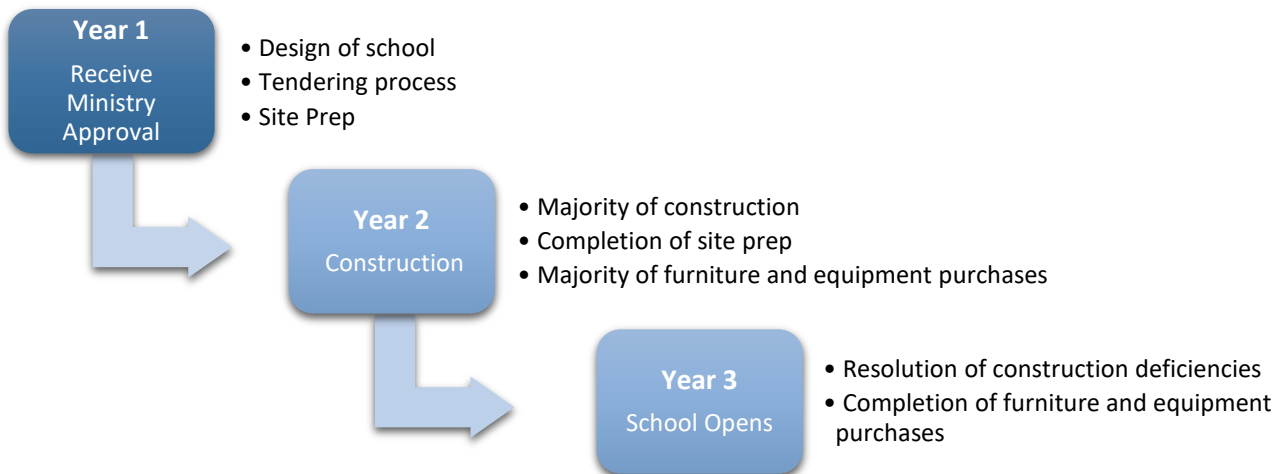 Year 1
Receive
Ministry
Approval
• Design of school
• Tendering process
• Site Prep
Year 2
Construction
• Majority of construction
• Completion of site prep
• Majority of furniture and equipment purchases
Year 3
School Opens
• Resolution of construction deficiencies
• Completion of furniture and equipment
purchases